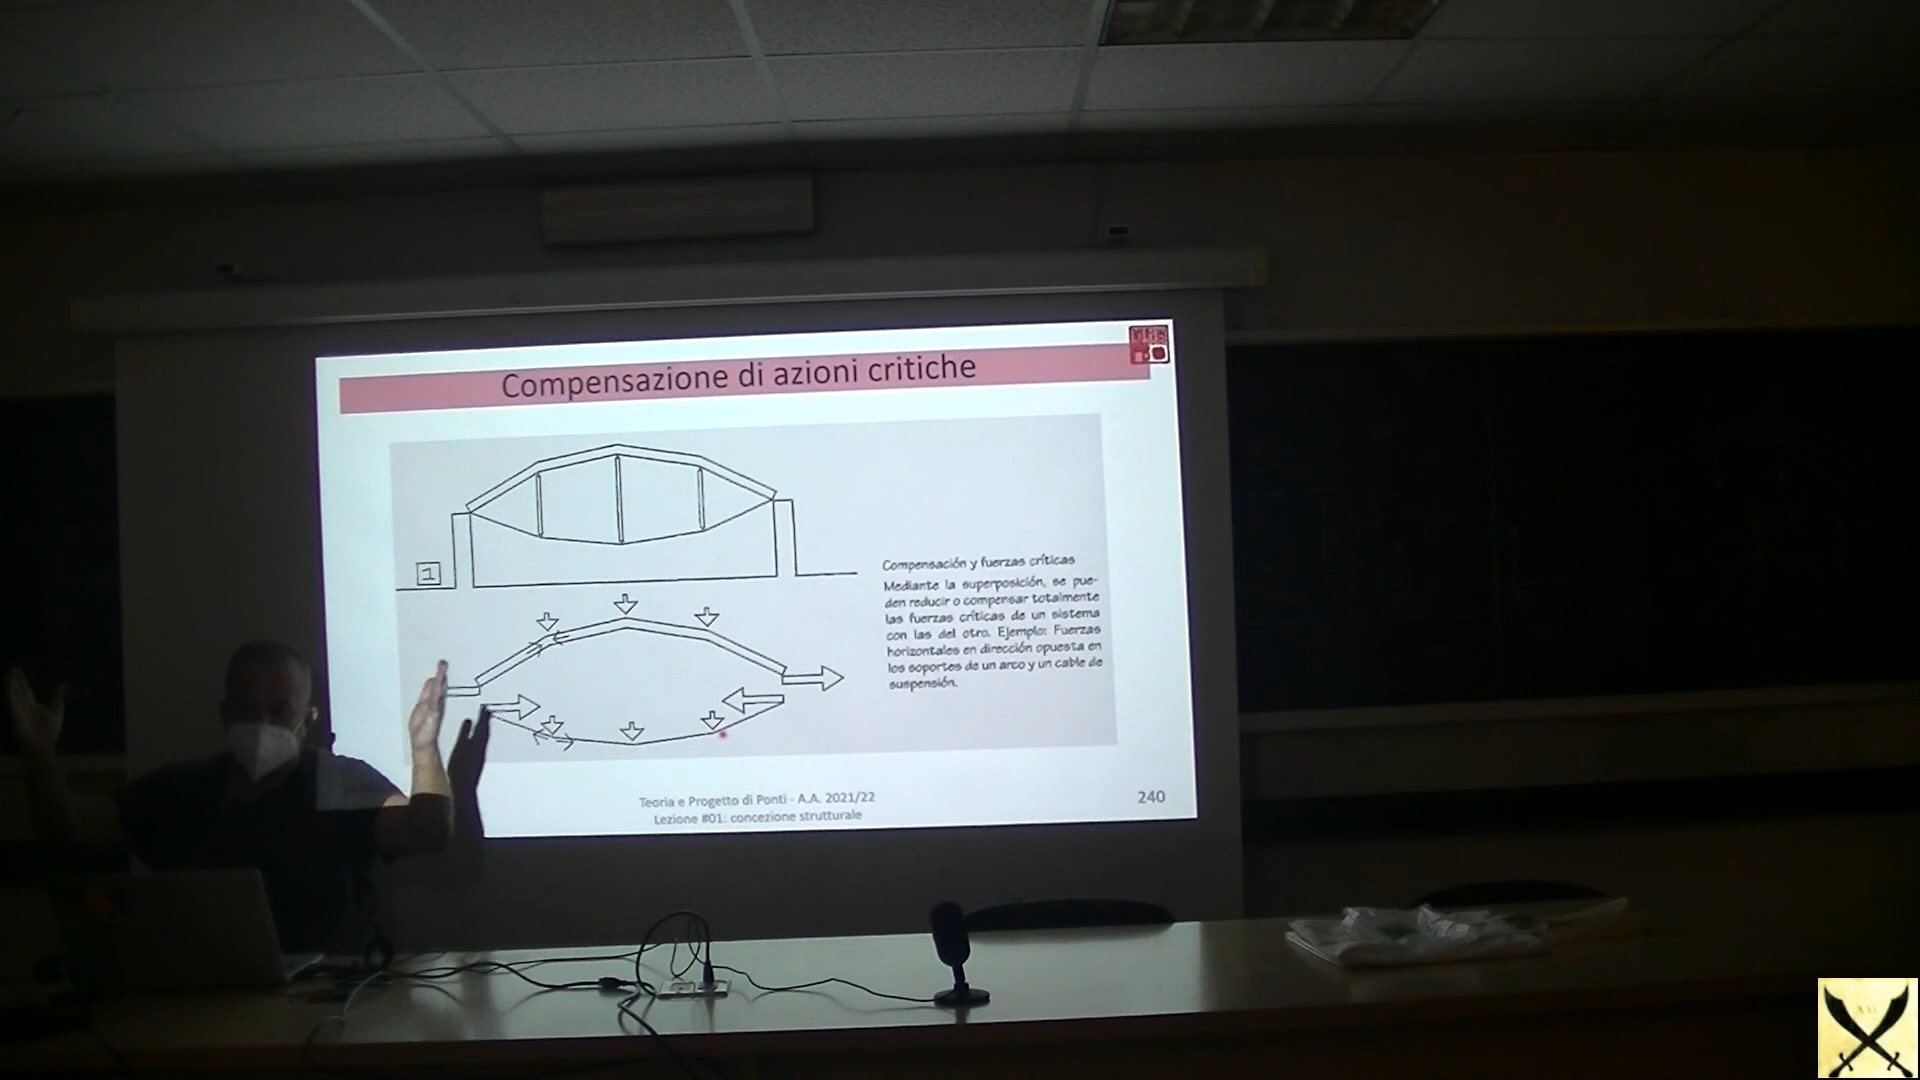 Compensazione di azioni critiche
1
Compensación y fuerzas críticas
Mediante la superposición, se pue-
den reducir o compensar totalmente
las fuerzas críticas de un sistema
con las del otro. Ejemplo: Fuerzas
horizontales en dirección opuesta en
los soportes de un arco y un cable de
suspensión.
Teoria e Progetto di Ponti - A.A. 2021/22
Lezione #01: concezione strutturale
240